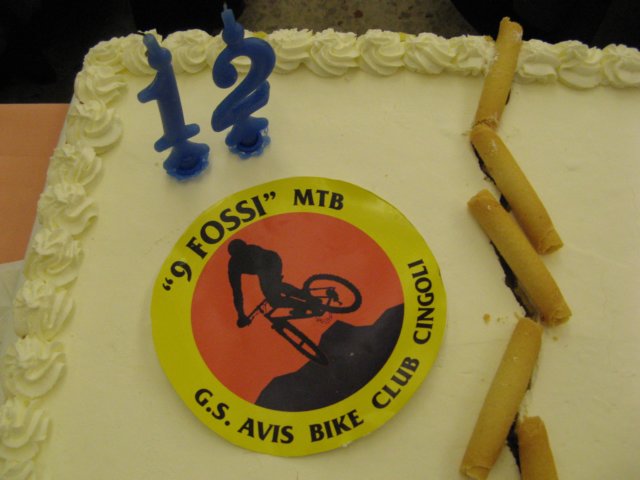 12
"9 FOSSI" MTB
G.S. AVIS BIKE CLUB CINGOLI